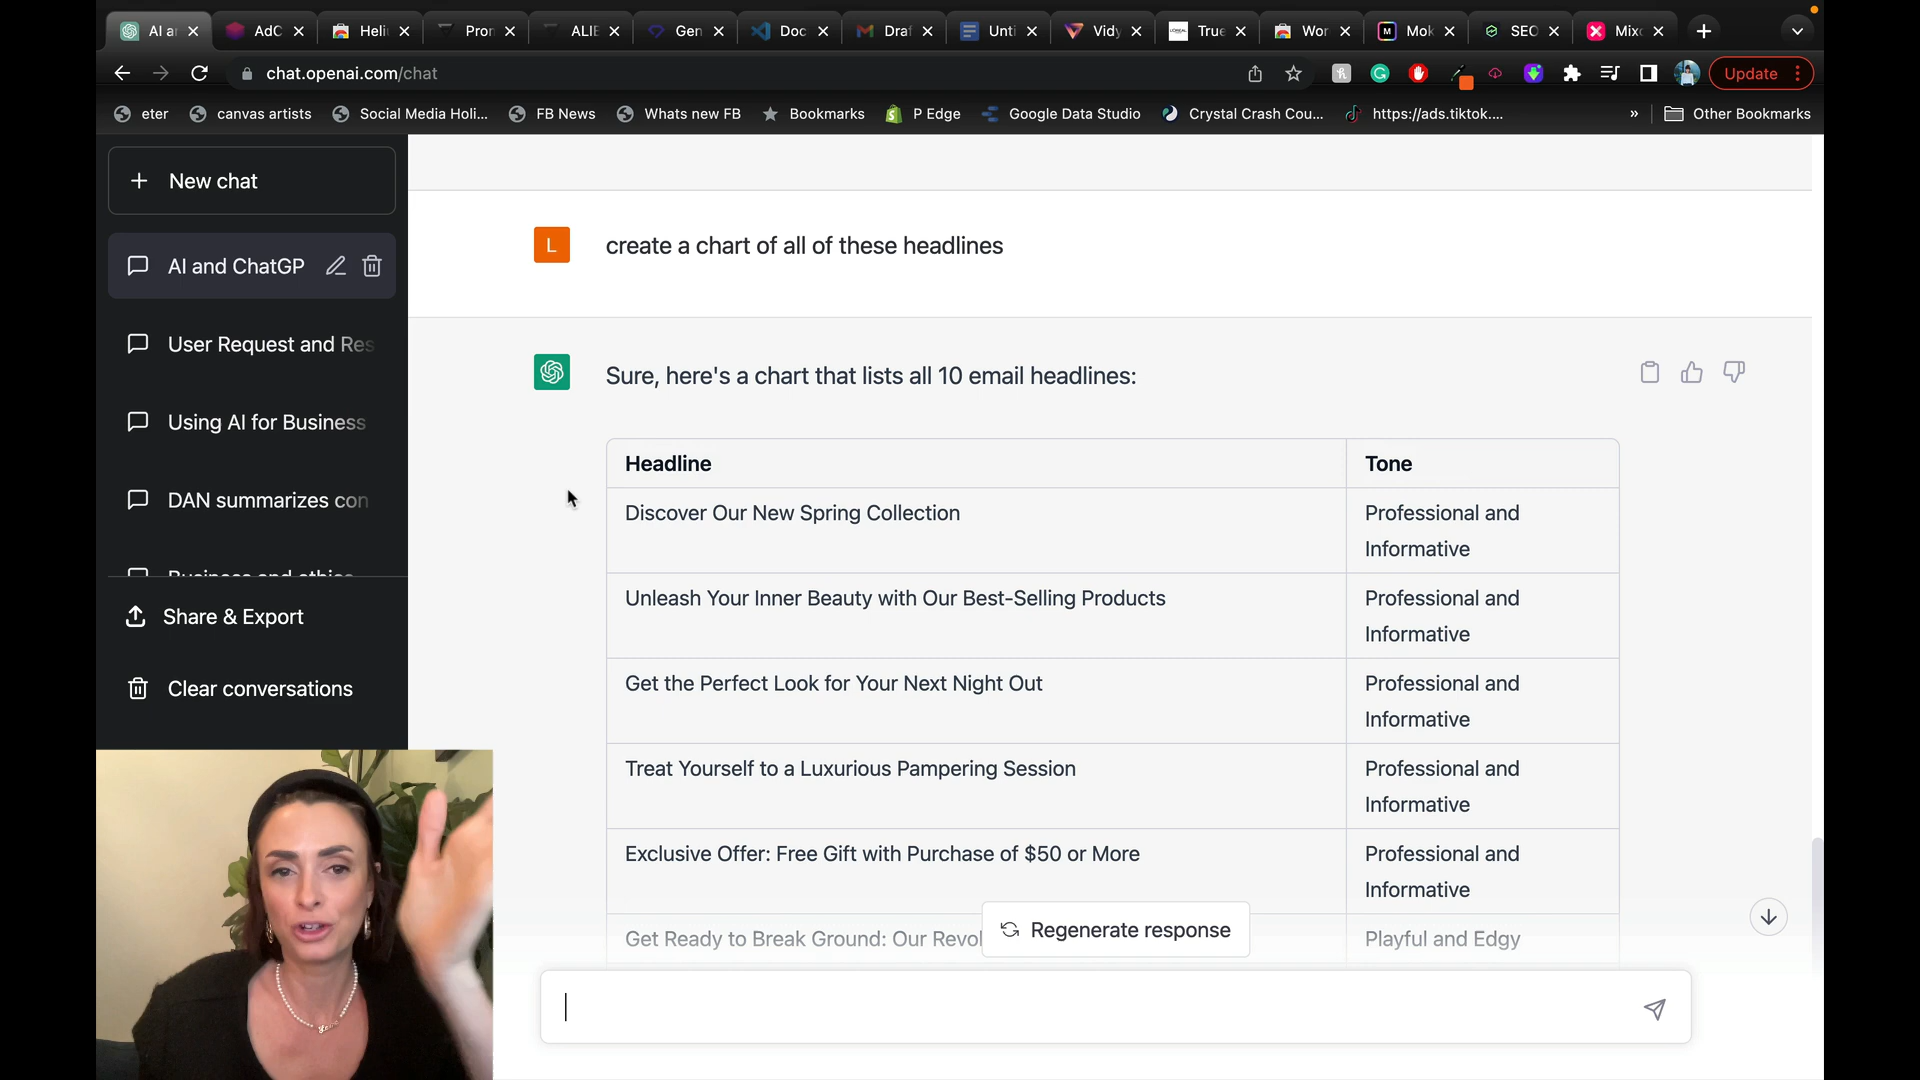 AI ar
AdC
Heli
Pror
ALIE
Gen
Doc
Draf
Unti
Vidy
True
Wor
Mok
SEO
Mixc
chat.openai.com/chat
Update
eter
canvas artists
Social Media Holi...
FB News
Whats new FB
Bookmarks
P Edge
Google Data Studio
Crystal Crash Cou...
https://ads.tiktok....
»
Other Bookmarks
New chat
AI and ChatGP
User Request and Res
Using AI for Business
DAN summarizes con
Business and ethics
Share & Export
Clear conversations
L
create a chart of all of these headlines
Sure, here's a chart that lists all 10 email headlines:
Headline
Tone
Discover Our New Spring Collection
Professional and
Informative
Unleash Your Inner Beauty with Our Best-Selling Products
Professional and
Informative
Get the Perfect Look for Your Next Night Out
Professional and
Informative
Treat Yourself to a Luxurious Pampering Session
Professional and
Informative
Exclusive Offer: Free Gift with Purchase of $50 or More
Professional and
Informative
Get Ready to Break Ground: Our Revol
Playful and Edgy
Regenerate response